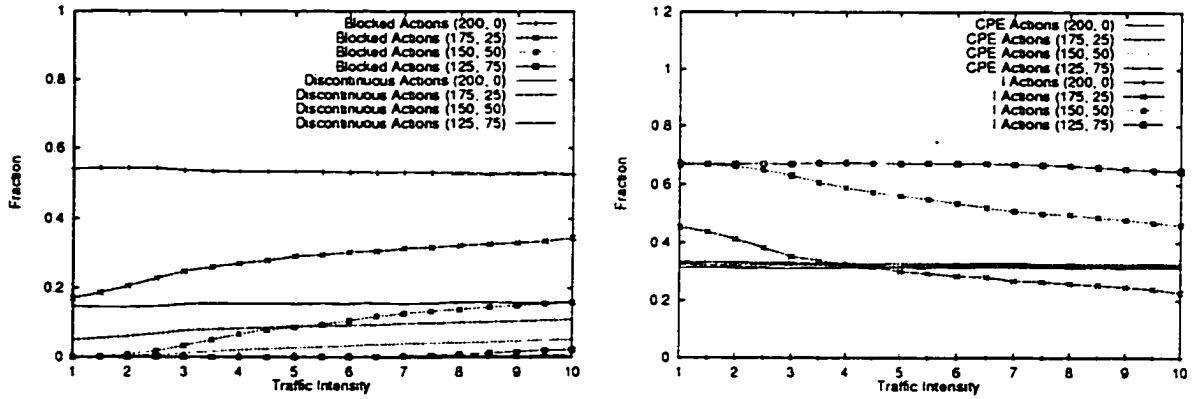 1
0.8
0.6
0.4
0.2
0
Fraction
Blocked Actions (200, 0)
Blocked Actions (175, 25)
Blocked Actions (150, 50)
Blocked Actions (125, 75)
Discontinuous Actions (200, 0)
Discontinuous Actions (175, 25)
Discontinuous Actions (150, 50)
Discontinuous Actions (125, 75)
1 2 3 4 5 6 7 8 9 10
Traffic Intensity
1.2
1
0.8
0.6
0.4
0.2
0
Fraction
CPE Actions (200, 0)
CPE Actions (175, 25)
CPE Actions (150, 50)
CPE Actions (125, 75)
I Actions (200, 0)
I Actions (175, 25)
I Actions (150, 50)
I Actions (125, 75)
1 2 3 4 5 6 7 8 9 10
Traffic Intensity